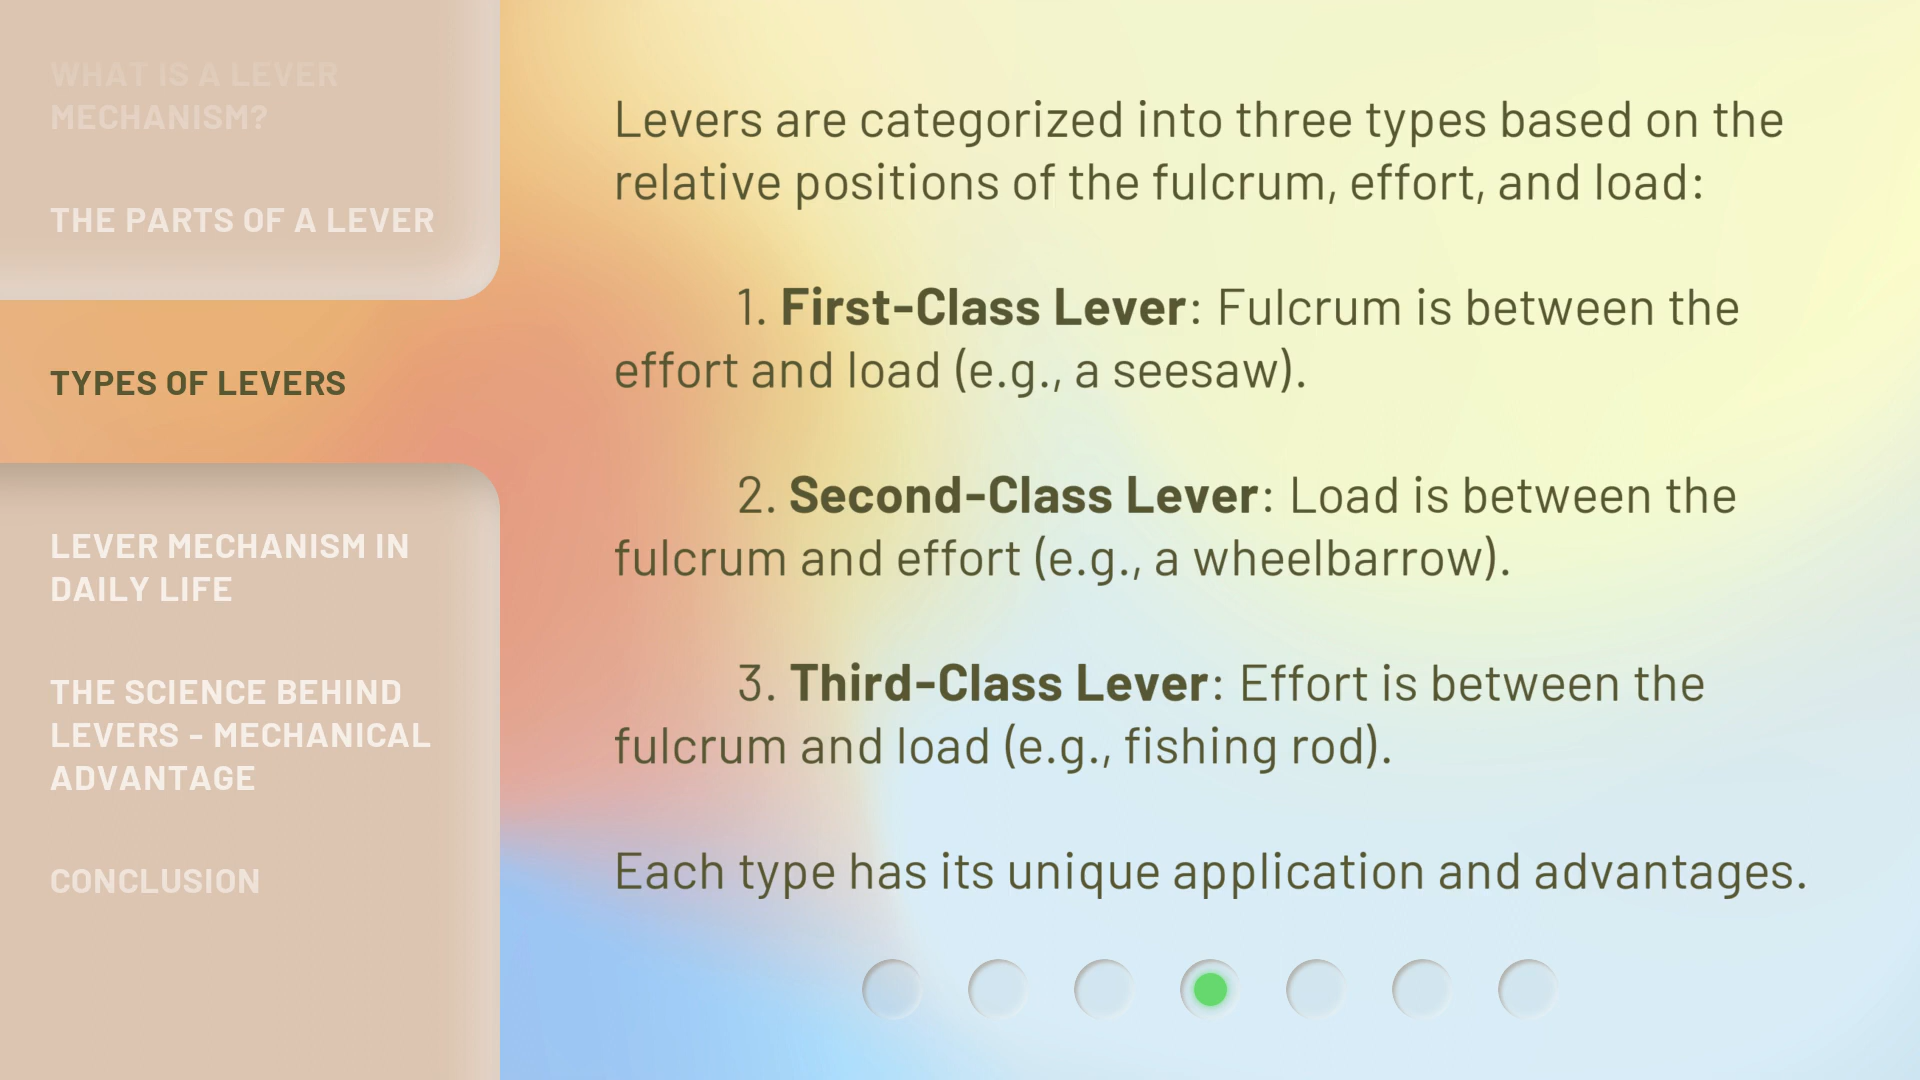 WHAT IS A LEVER
MECHANISM?
THE PARTS OF A LEVER
TYPES OF LEVERS
LEVER MECHANISM IN
DAILY LIFE
THE SCIENCE BEHIND
LEVERS - MECHANICAL
ADVANTAGE
CONCLUSION
Levers are categorized into three types based on the
relative positions of the fulcrum, effort, and load:
1. First-Class Lever: Fulcrum is between the
effort and load (e.g., a seesaw).
2. Second-Class Lever: Load is between the
fulcrum and effort (e.g., a wheelbarrow).
3. Third-Class Lever: Effort is between the
fulcrum and load (e.g., fishing rod).
Each type has its unique application and advantages.